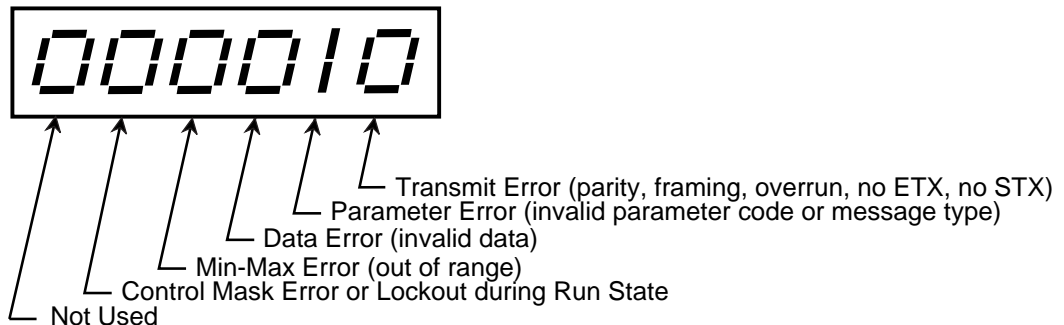 000010
Transmit Error (parity, framing, overrun, no ETX, no STX)
Parameter Error (invalid parameter code or message type)
Data Error (invalid data)
Min-Max Error (out of range)
Control Mask Error or Lockout during Run State
Not Used